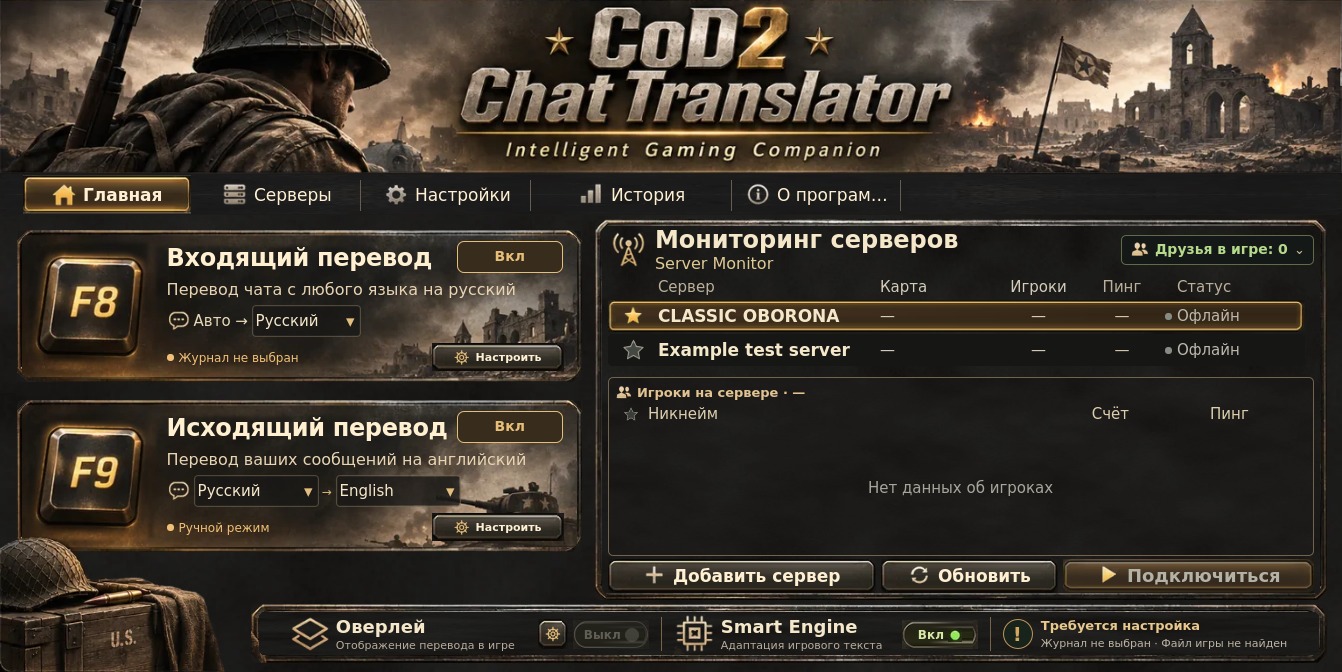 CoD2
Chat Translator
Intelligent Gaming Companion
Главная
Серверы
Настройки
История
О програм...
F8
Входящий перевод
Вкл
Перевод чата с любого языка на русский
Авто → Русский ▼
Журнал не выбран
Настроить
F9
Исходящий перевод
Вкл
Перевод ваших сообщений на английский
Русский ▼ → English ▼
Ручной режим
Настроить
U.S.
Мониторинг серверов
Server Monitor
Друзья в игре: 0
Сервер Карта Игроки Пинг Статус
CLASSIC OBORONA — — — Офлайн
Example test server — — — Офлайн
Игроки на сервере · —
Никнейм Счёт Пинг
Нет данных об игроках
Добавить сервер
Обновить
Подключиться
Оверлей
Отображение перевода в игре
Выкл
Smart Engine
Адаптация игрового текста
Вкл
!
Требуется настройка
Журнал не выбран · Файл игры не найден